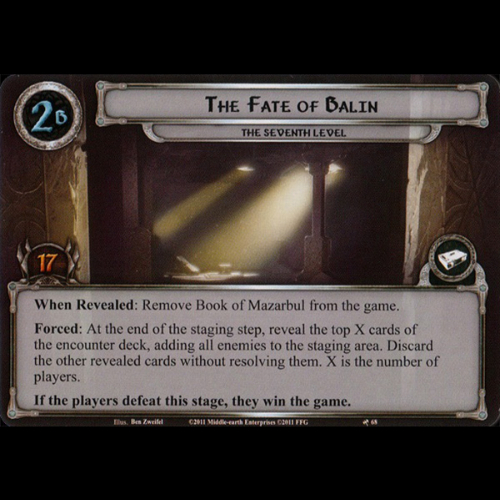 2B
THE FATE OF BALIN
THE SEVENTH LEVEL
17
When Revealed: Remove Book of Mazarbul from the game.
Forced: At the end of the staging step, reveal the top X cards of
the encounter deck, adding all enemies to the staging area. Discard
the other revealed cards without resolving them. X is the number of
players.
If the players defeat this stage, they win the game.
Illus. Ben Zweifel ©2011 Middle-earth Enterprises ©2011 FFG 68